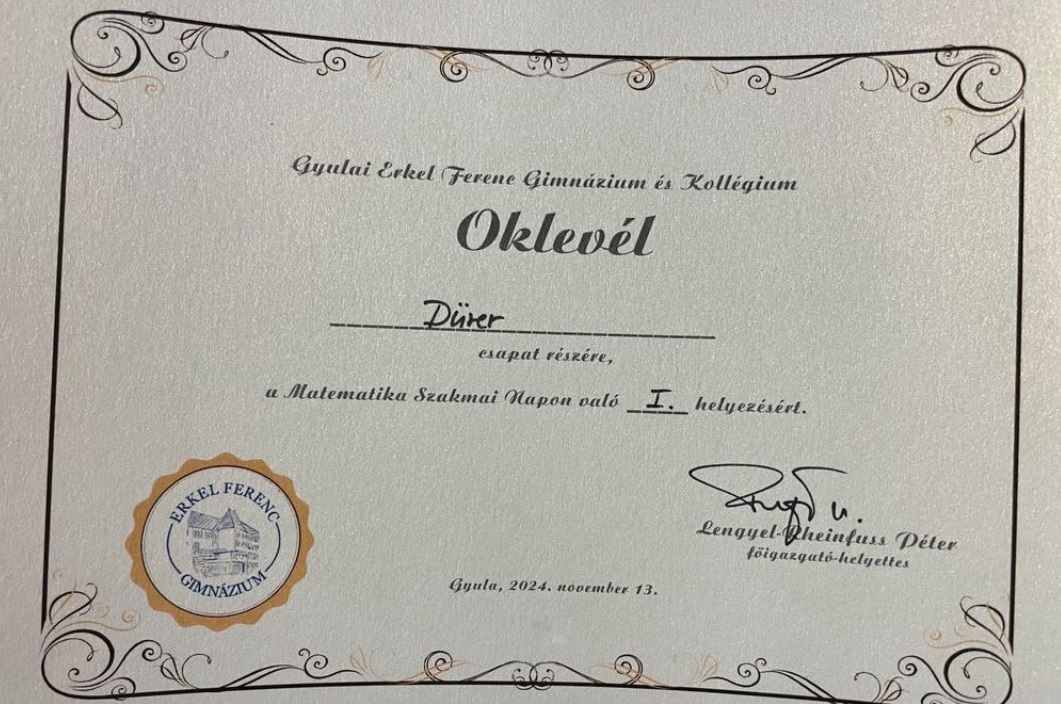 Gyulai Erkel Ferenc Gimnázium és Kollégium
Oklevél
Dürer
csapat részére,
a Matematika Szakmai Napon való I. helyezésért.
ERKEL FERENC
GIMNÁZIUM
Lengyel-Rheinfuss Péter
főigazgató-helyettes
Gyula, 2024. november 13.